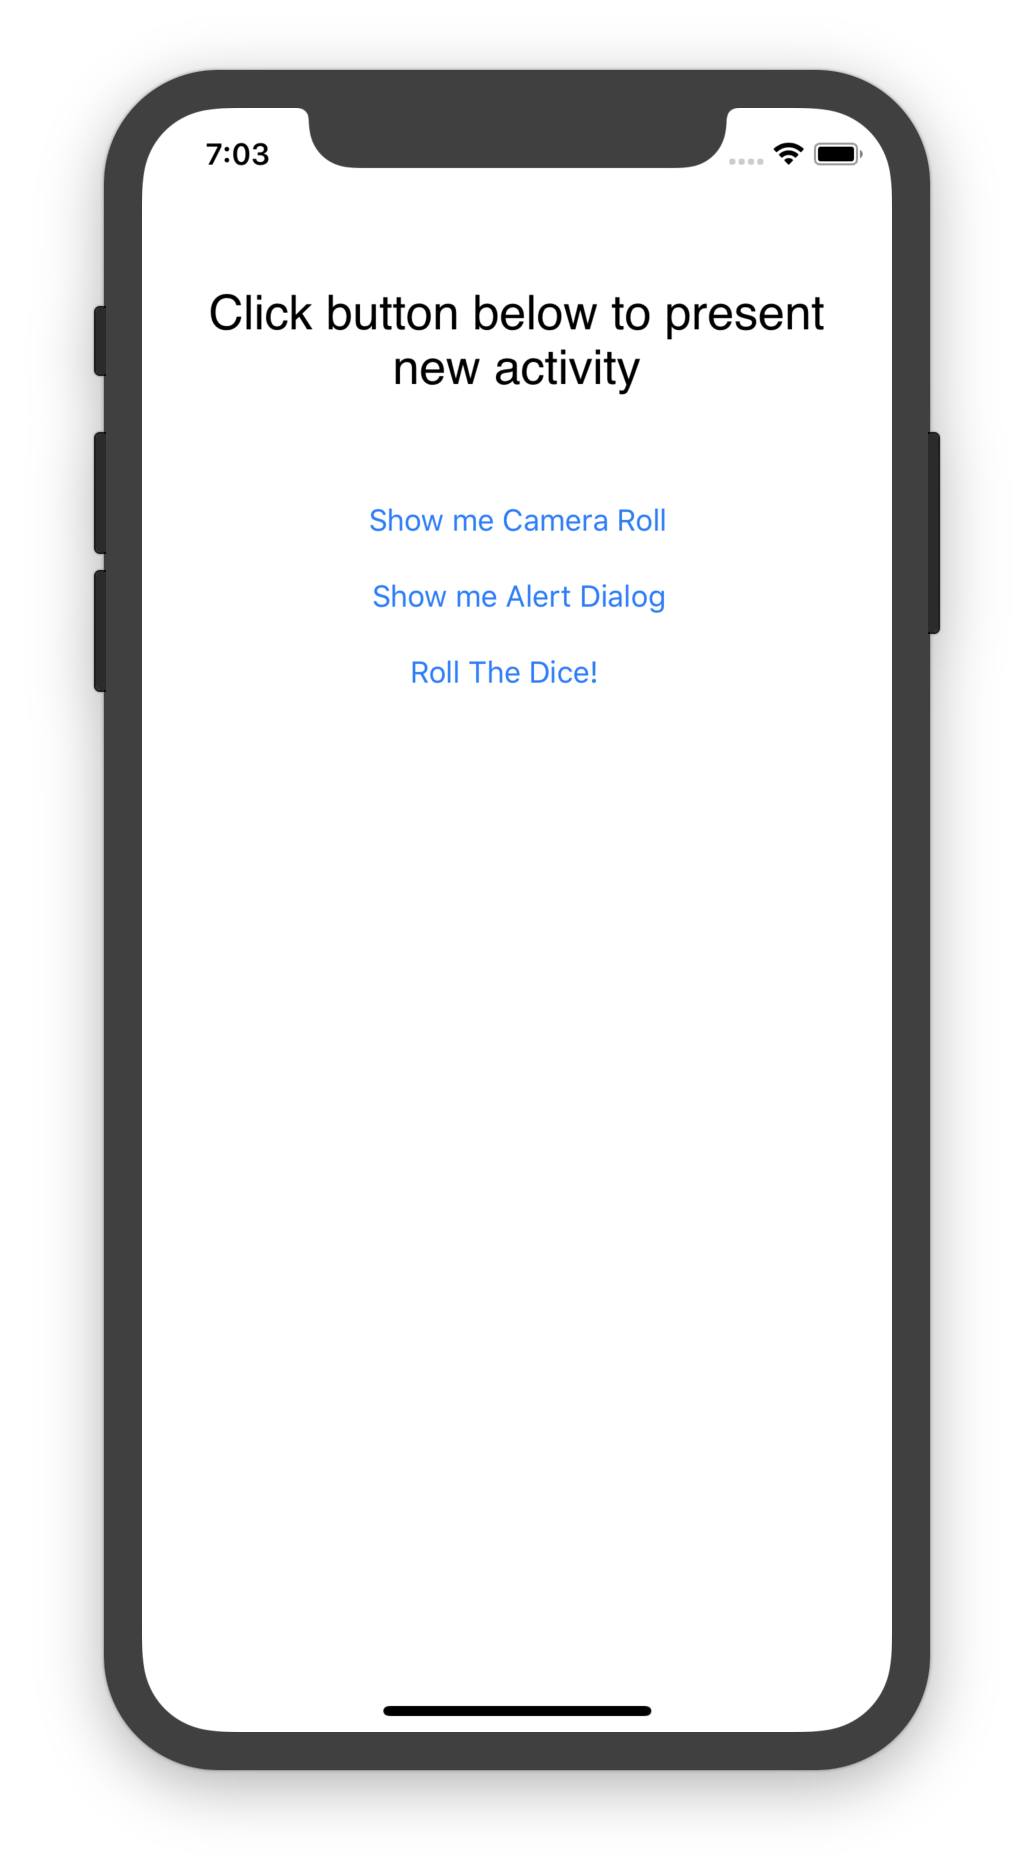 7:03
Click button below to present
new activity
Show me Camera Roll
Show me Alert Dialog
Roll The Dice!